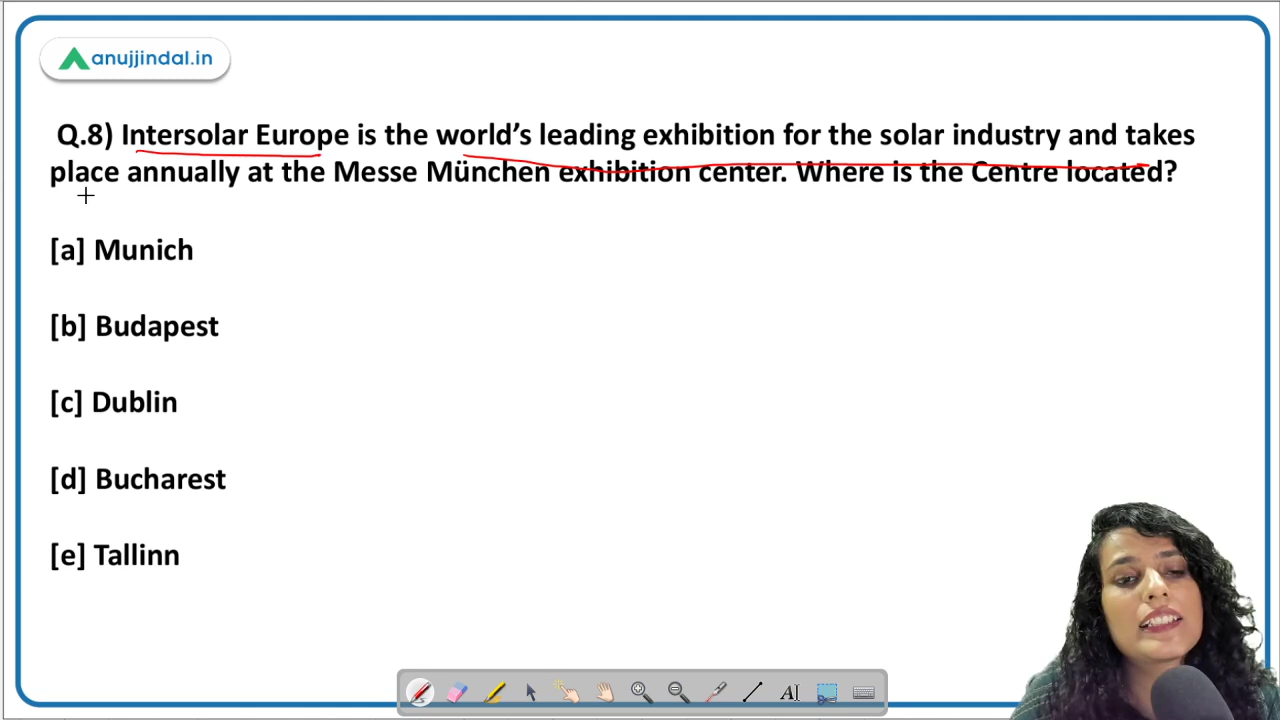 anujjindal.in
Q.8) Intersolar Europe is the world’s leading exhibition for the solar industry and takes
place annually at the Messe München exhibition center. Where is the Centre located?
[a] Munich
[b] Budapest
[c] Dublin
[d] Bucharest
[e] Tallinn
AI